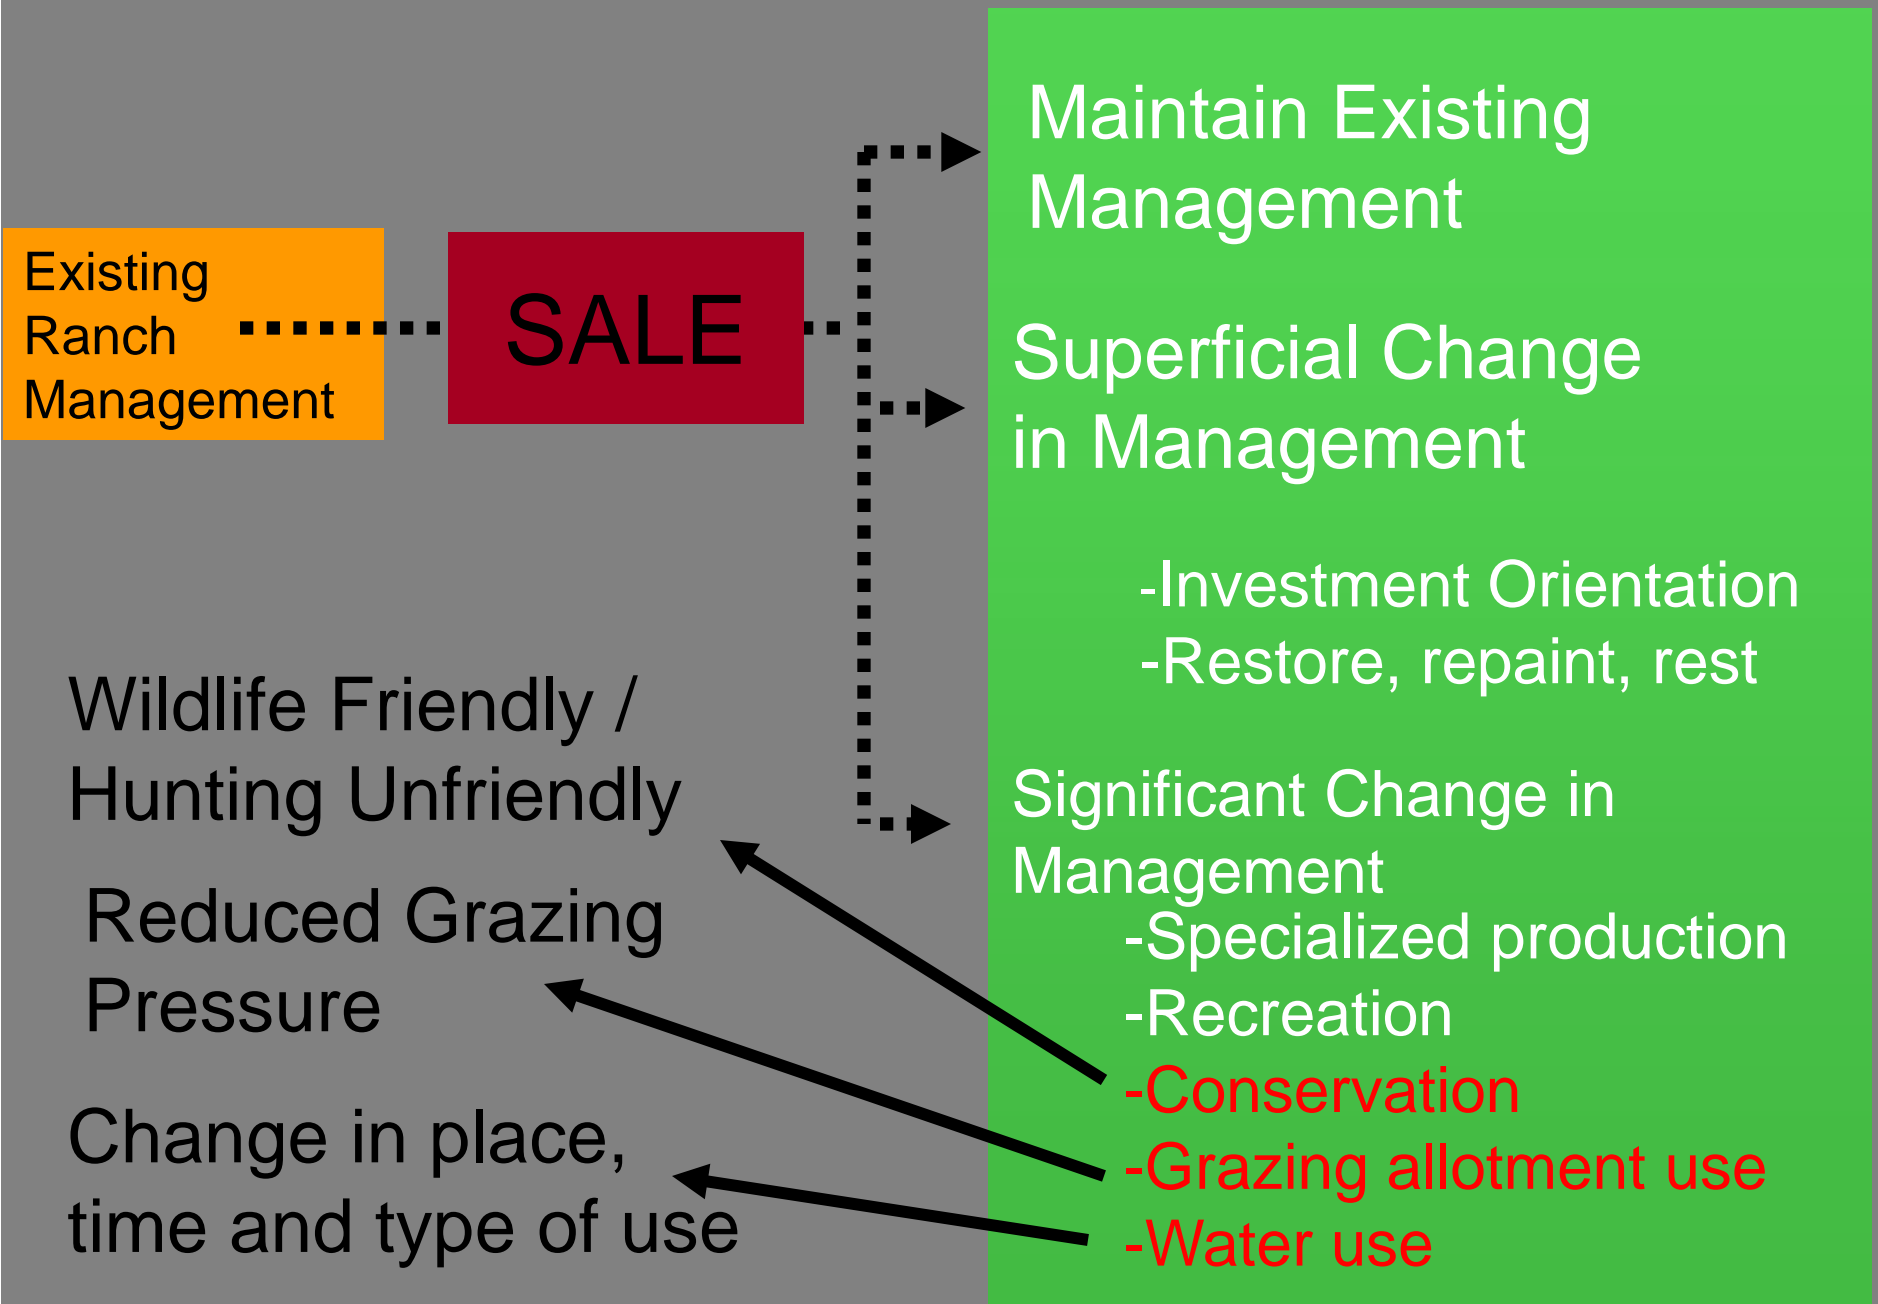 Existing
Ranch
Management
SALE
Maintain Existing
Management
Superficial Change
in Management
-Investment Orientation
-Restore, repaint, rest
Significant Change in
Management
-Specialized production
-Recreation
-Conservation
-Grazing allotment use
-Water use
Wildlife Friendly /
Hunting Unfriendly
Reduced Grazing
Pressure
Change in place,
time and type of use